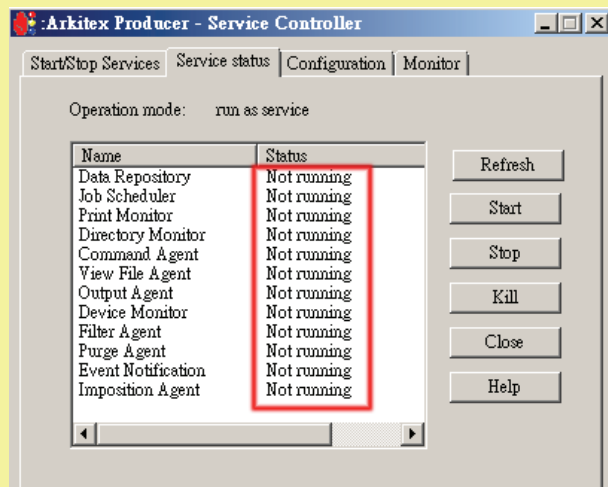 :Arkitex Producer - Service Controller
Start/Stop Services Service status Configuration Monitor
Operation mode: run as service
Name Status
Data Repository Not running
Job Scheduler Not running
Print Monitor Not running
Directory Monitor Not running
Command Agent Not running
View File Agent Not running
Output Agent Not running
Device Monitor Not running
Filter Agent Not running
Purge Agent Not running
Event Notification Not running
Imposition Agent Not running
Refresh
Start
Stop
Kill
Close
Help